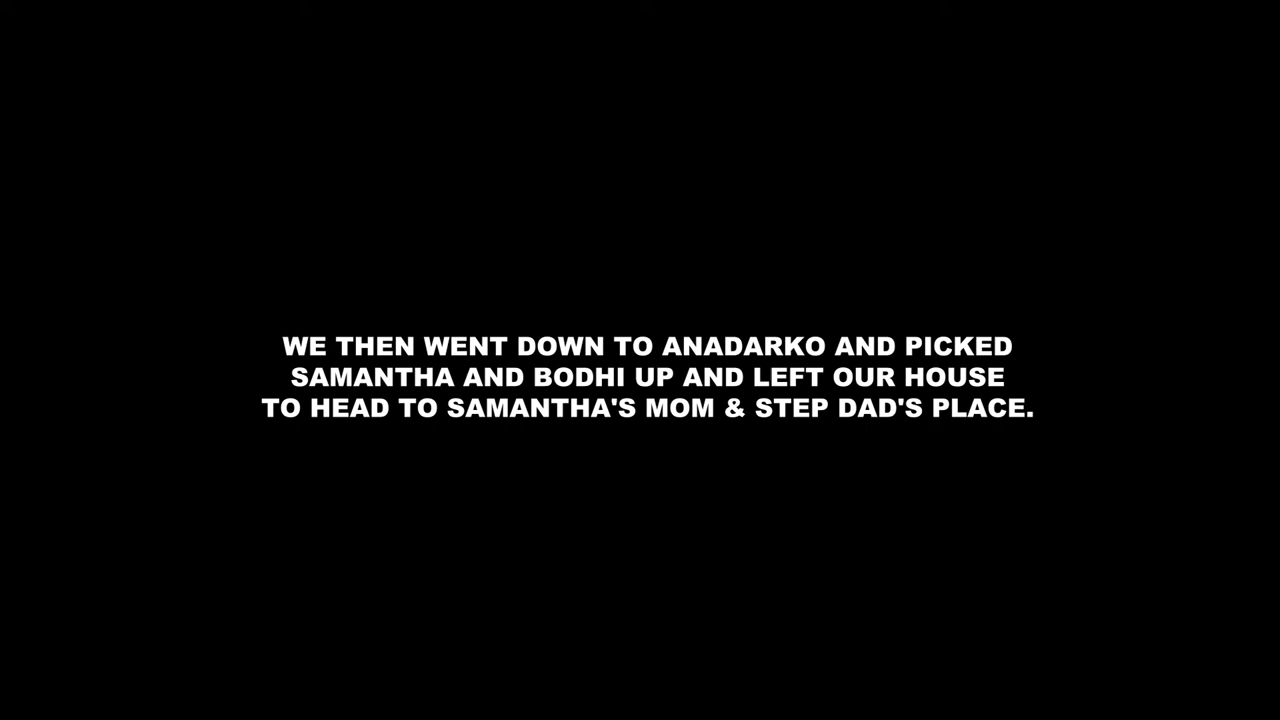 WE THEN WENT DOWN TO ANADARKO AND PICKED
SAMANTHA AND BODHI UP AND LEFT OUR HOUSE
TO HEAD TO SAMANTHA'S MOM & STEP DAD'S PLACE.